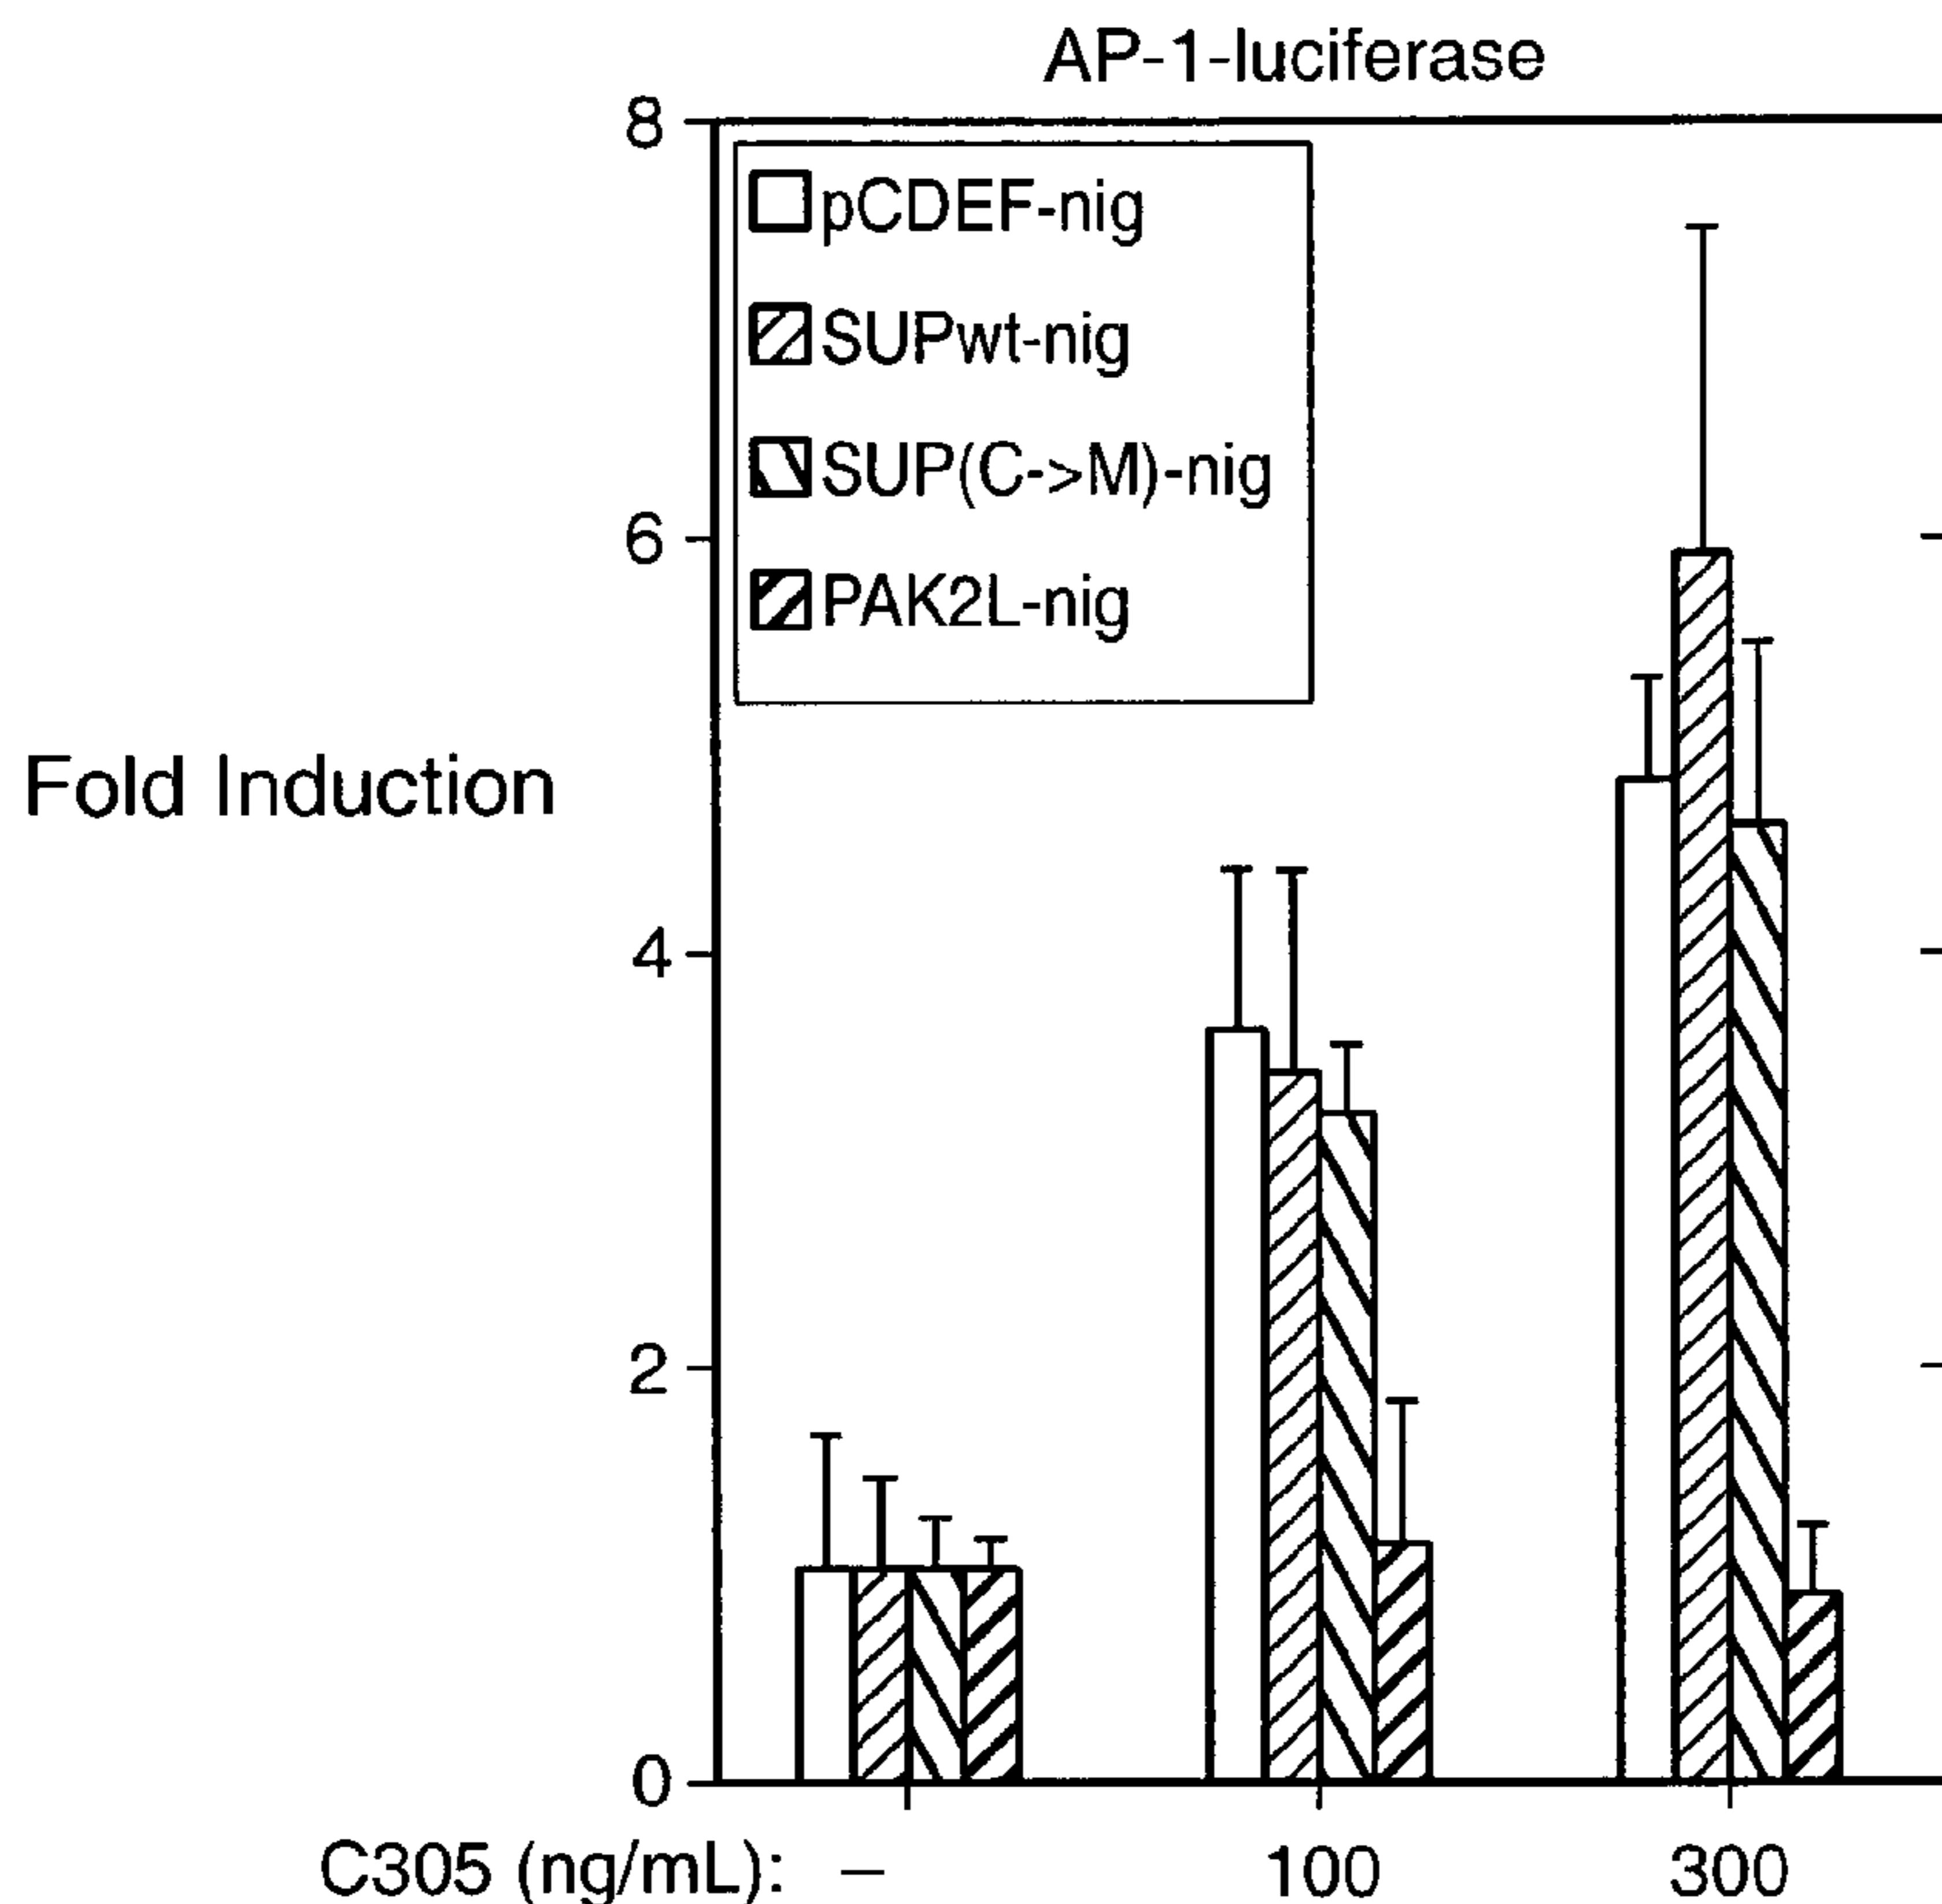 AP-1-luciferase
8
pCDEF-nig
SUPwt-nig
SUP(C->M)-nig
PAK2L-nig
6
Fold Induction
4
2
0
C305 (ng/mL): – 100 300